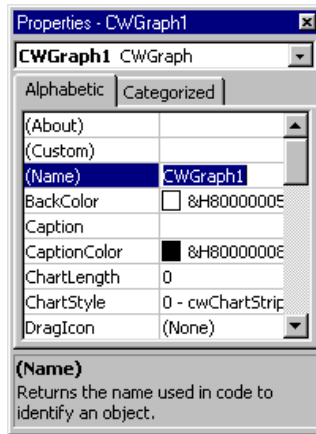 Properties - CWGraph1
CWGraph1 CWGraph
Alphabetic Categorized
(About)
(Custom)
(Name) CWGraph1
BackColor &H80000005
Caption
CaptionColor &H80000008
ChartLength 0
ChartStyle 0 - cwChartStrip
DragIcon (None)
(Name)
Returns the name used in code to
identify an object.